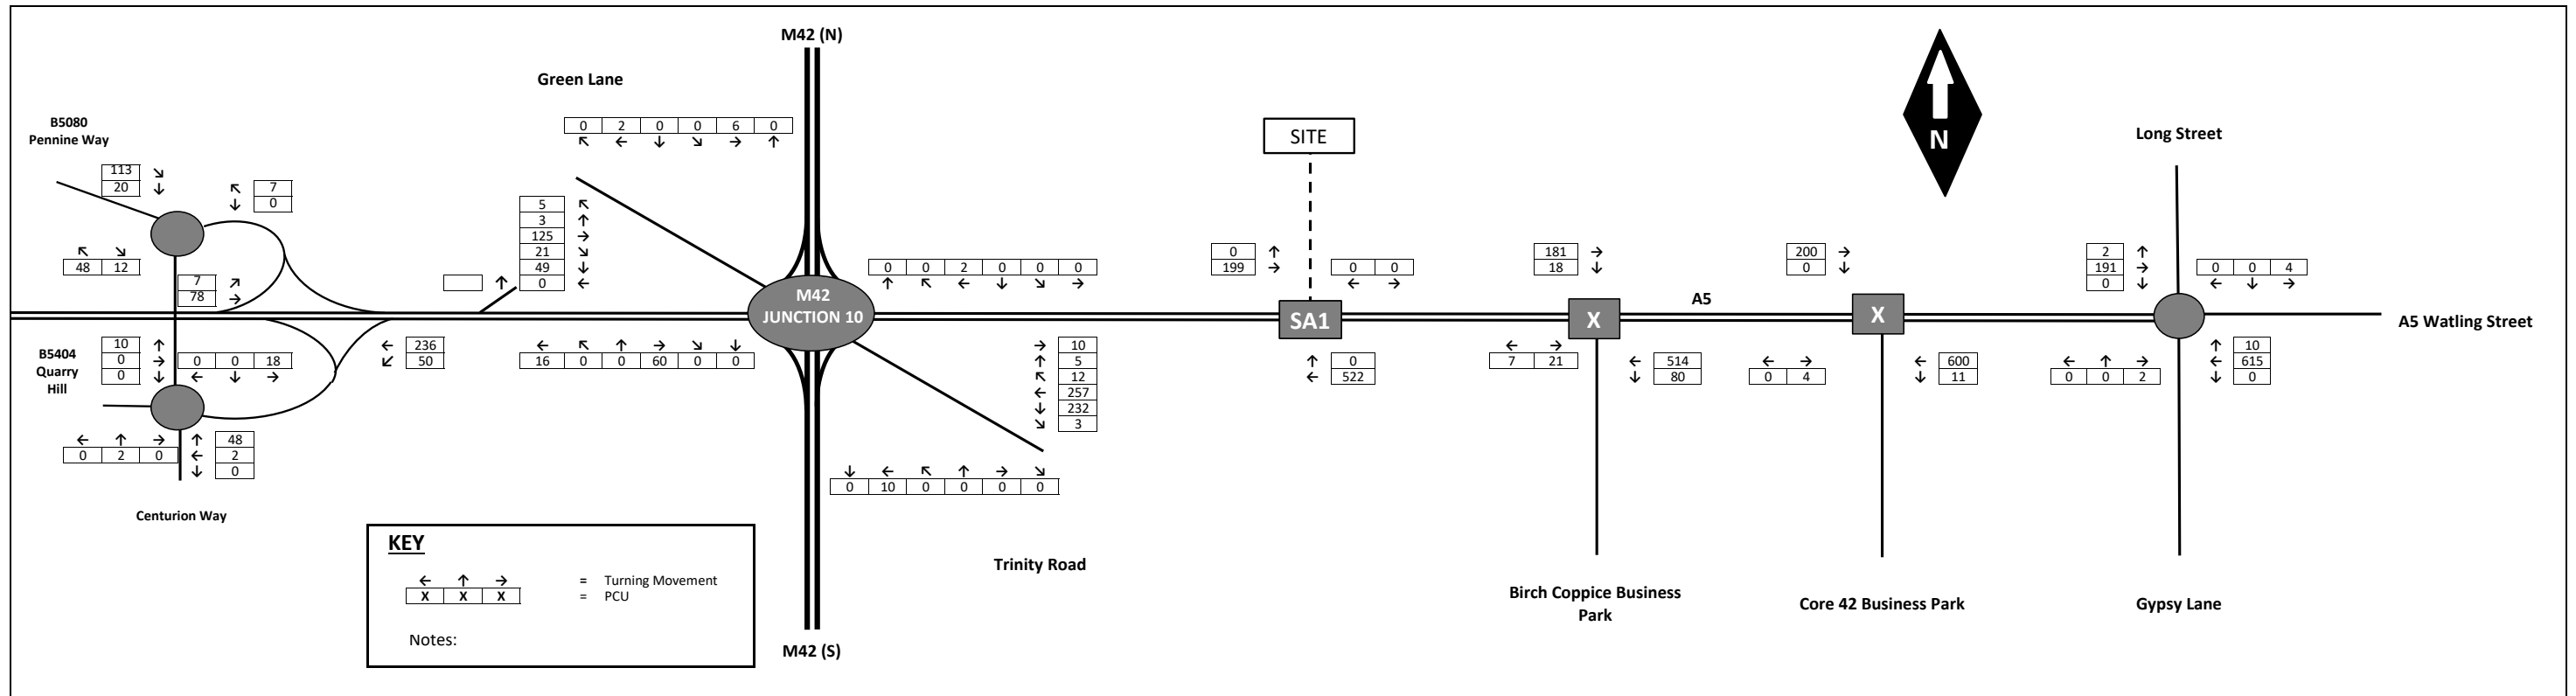 M42 (N)
Green Lane
B5080
Pennine Way
0 2 0 0 6 0
↖ ← ↓ ↘ → ↑
SITE
N
Long Street
113 ↘
20 ↓
↖ 7
↓ 0
↖ ↘
48 12
7 ↗
78 →
5 ↖
3 ↑
125 →
21 ↘
49 ↓
0 ←
↑
0 0 2 0 0 0
↑ ↖ ← ↓ ↘ →
0 ↑
199 →
0 0
← →
181 →
18 ↓
200 →
0 ↓
2 ↑
191 →
0 ↓
0 0 4
← ↓ →
M42
JUNCTION 10
SA1
X
A5
X
A5 Watling Street
B5404
Quarry
Hill
10 ↑
0 →
0 ↓
0 0 18
← ↓ →
← 236
↙ 50
← ↖ ↑ → ↘ ↓
16 0 0 60 0 0
→ 10
↑ 5
↖ 12
← 257
↓ 232
↘ 3
↑ 0
← 522
← →
7 21
← 514
↓ 80
← →
0 4
← 600
↓ 11
← ↑ →
0 0 2
↑ 10
← 615
↓ 0
← ↑ →
0 2 0
↑ 48
← 2
↓ 0
↓ ← ↖ ↑ → ↘
0 10 0 0 0 0
Centurion Way
KEY
← ↑ → = Turning Movement
X X X = PCU
Notes:
Trinity Road
M42 (S)
Birch Coppice Business
Park
Core 42 Business Park
Gypsy Lane